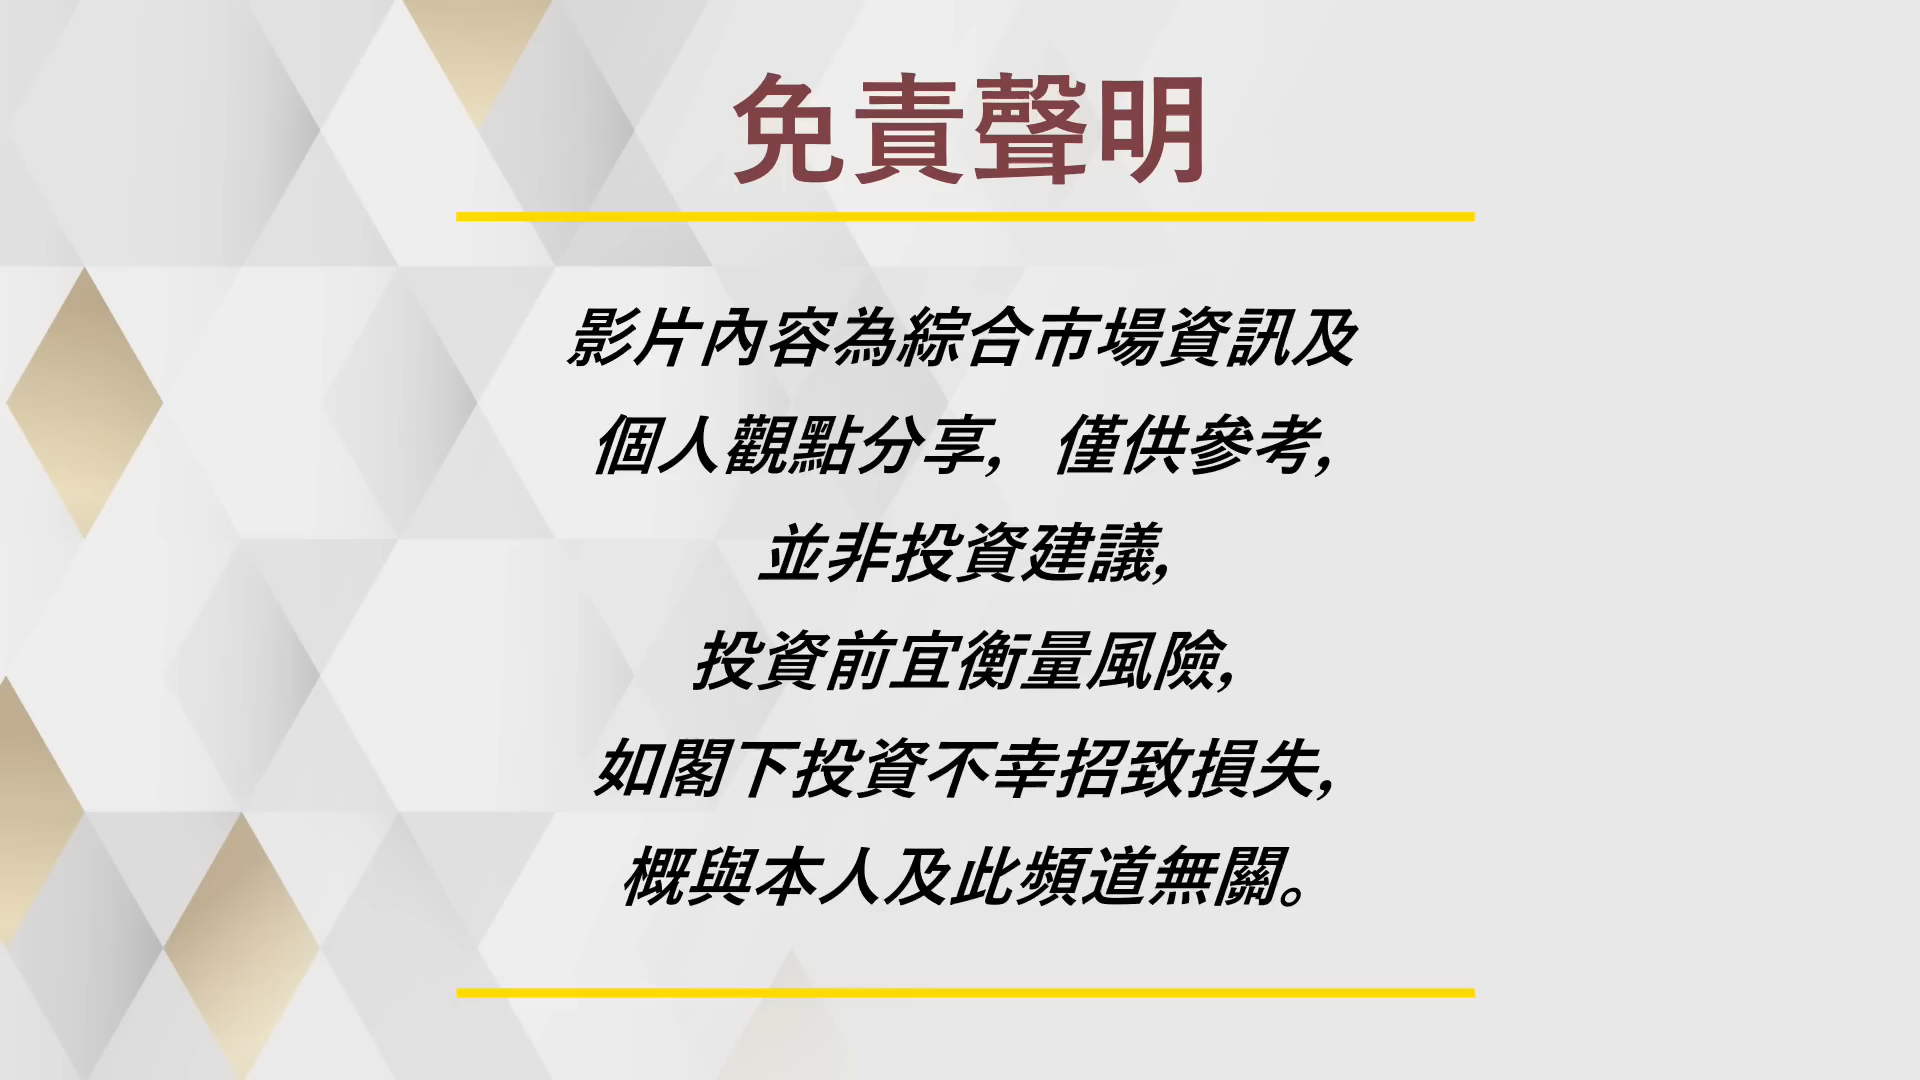 免責聲明
影片內容為綜合市場資訊及
個人觀點分享，僅供參考，
並非投資建議，
投資前宜衡量風險，
如閣下投資不幸招致損失，
概與本人及此頻道無關。